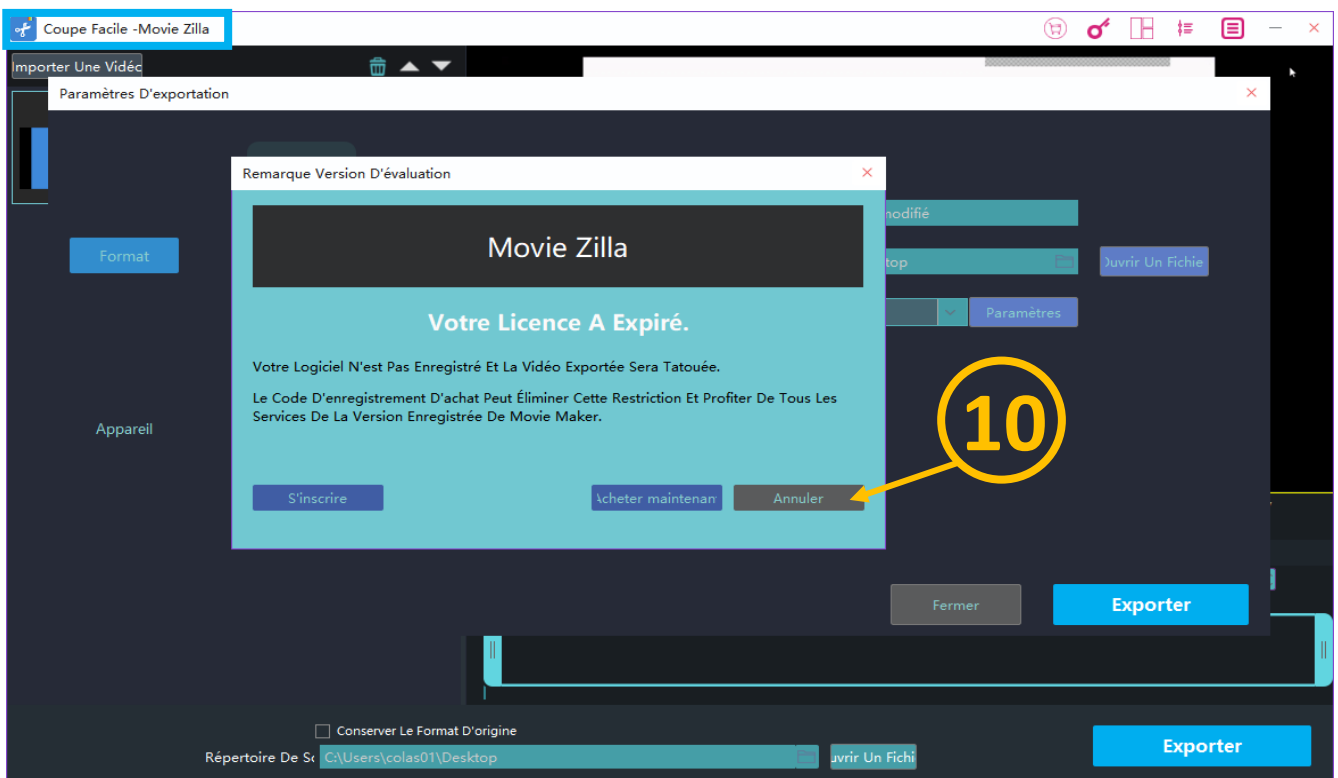 Coupe Facile -Movie Zilla
Importer Une Vidéo
Paramètres D'exportation
Remarque Version D'évaluation
Movie Zilla
modifié
Format
top
Ouvrir Un Fichie
Votre Licence A Expiré.
Paramètres
Votre Logiciel N'est Pas Enregistré Et La Vidéo Exportée Sera Tatouée.
Le Code D'enregistrement D'achat Peut Éliminer Cette Restriction Et Profiter De Tous Les
Services De La Version Enregistrée De Movie Maker.
10
Appareil
S'inscrire
Acheter maintenan
Annuler
Fermer
Exporter
Conserver Le Format D'origine
Répertoire De So
C:\Users\colas01\Desktop
uvrir Un Fichi
Exporter